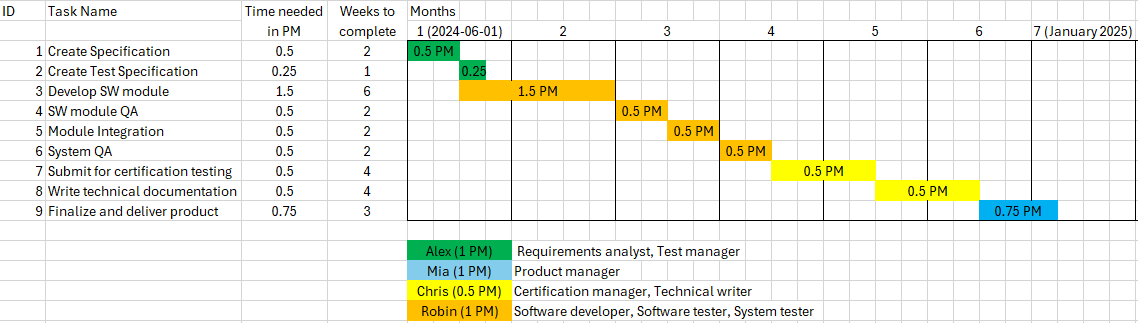 ID Task Name Time needed Weeks to Months
in PM complete 1 (2024-06-01) 2 3 4 5 6 7 (January 2025)
1 Create Specification 0.5 2 0.5 PM
2 Create Test Specification 0.25 1 0.25
3 Develop SW module 1.5 6 1.5 PM
4 SW module QA 0.5 2 0.5 PM
5 Module Integration 0.5 2 0.5 PM
6 System QA 0.5 2 0.5 PM
7 Submit for certification testing 0.5 4 0.5 PM
8 Write technical documentation 0.5 4 0.5 PM
9 Finalize and deliver product 0.75 3 0.75 PM
Alex (1 PM) Requirements analyst, Test manager
Mia (1 PM) Product manager
Chris (0.5 PM) Certification manager, Technical writer
Robin (1 PM) Software developer, Software tester, System tester